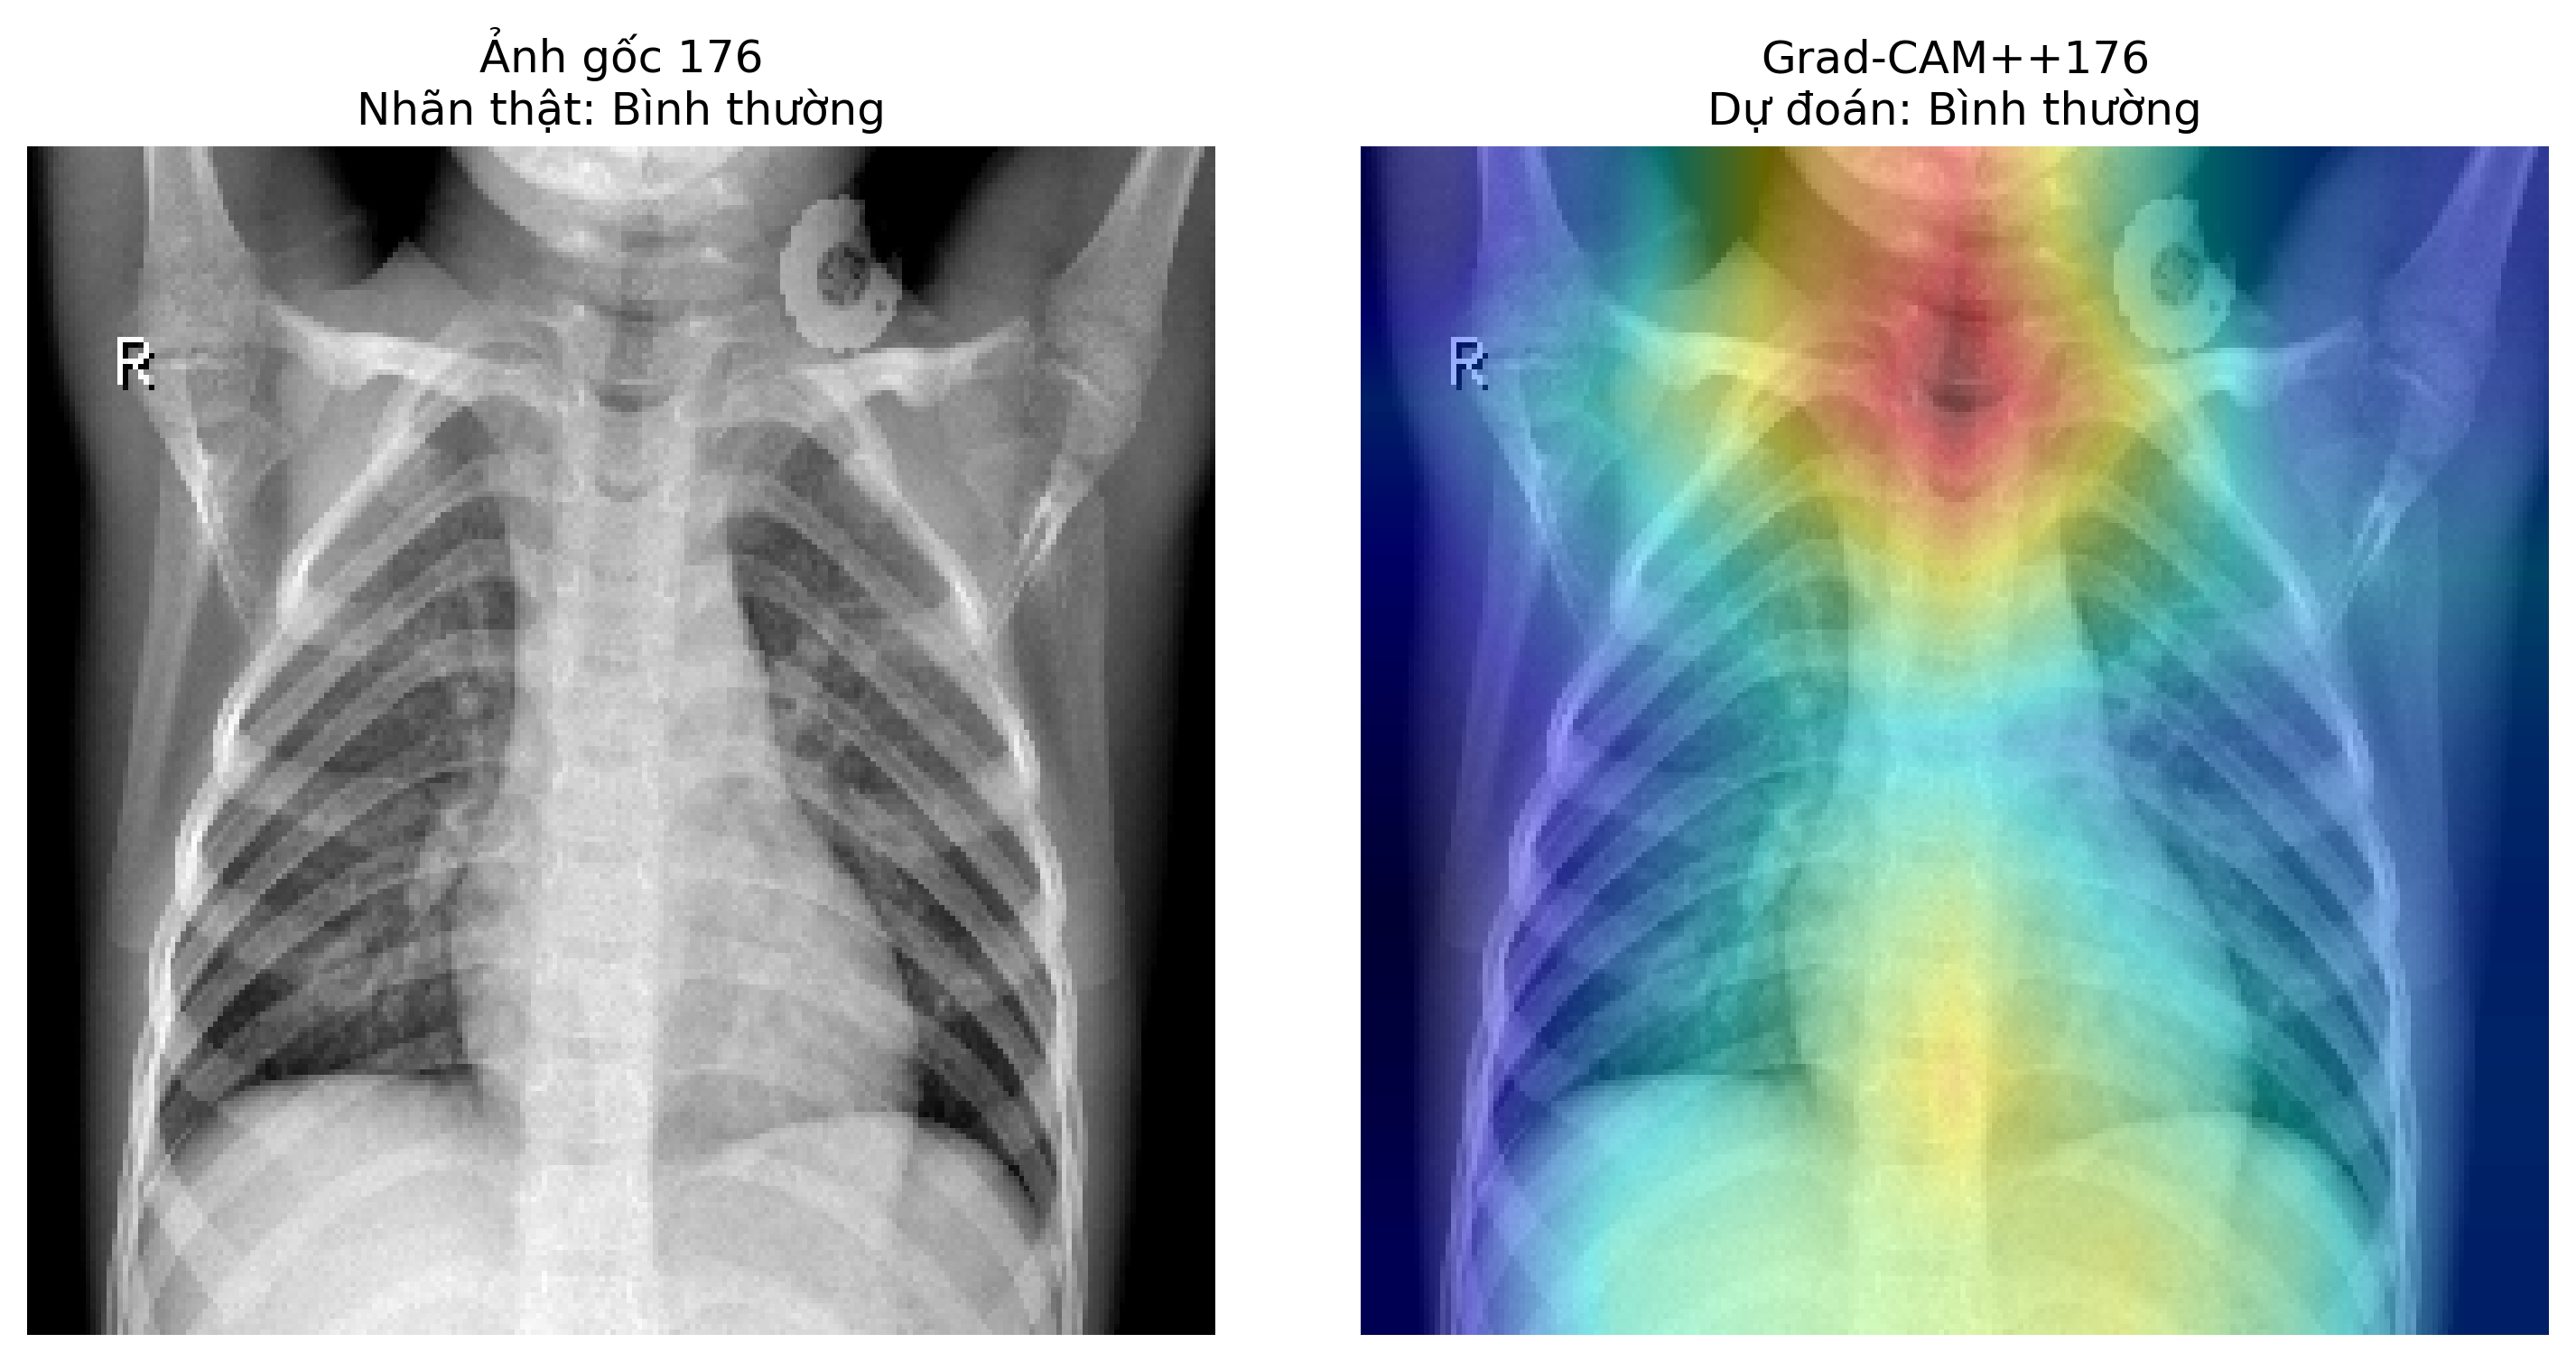 Ảnh gốc 176
Nhãn thật: Bình thường
Grad-CAM++176
Dự đoán: Bình thường
R
R